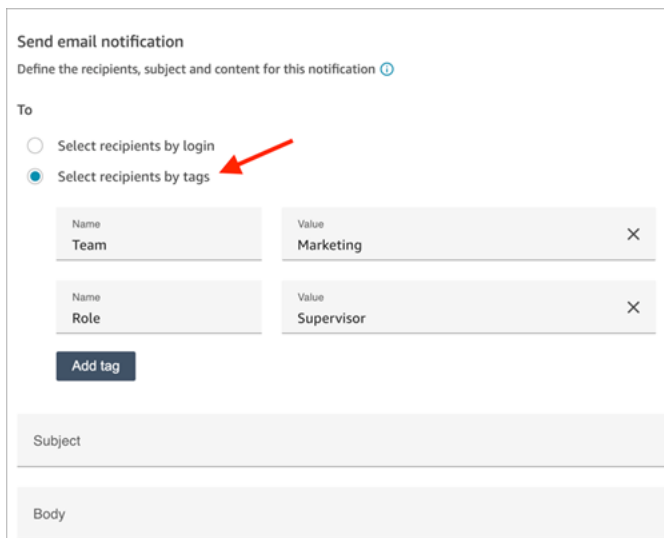 Send email notification
Define the recipients, subject and content for this notification
To
Select recipients by login
Select recipients by tags
Name
Value
Team
Marketing
Name
Value
Role
Supervisor
Add tag
Subject
Body